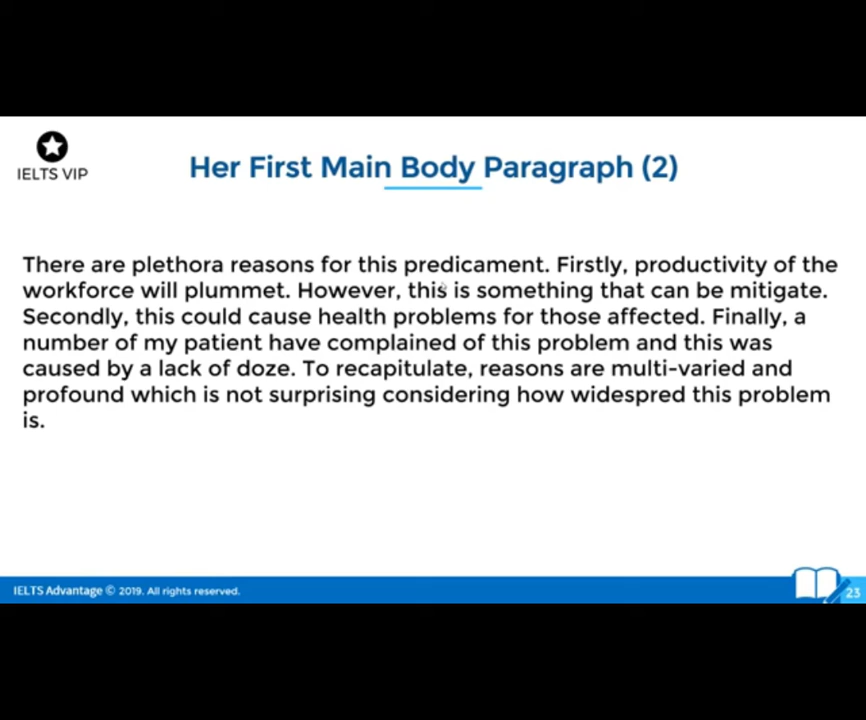 IELTS VIP
Her First Main Body Paragraph (2)
There are plethora reasons for this predicament. Firstly, productivity of the
workforce will plummet. However, this is something that can be mitigate.
Secondly, this could cause health problems for those affected. Finally, a
number of my patient have complained of this problem and this was
caused by a lack of doze. To recapitulate, reasons are multi-varied and
profound which is not surprising considering how widespred this problem
is.
IELTS Advantage © 2019. All rights reserved.
23